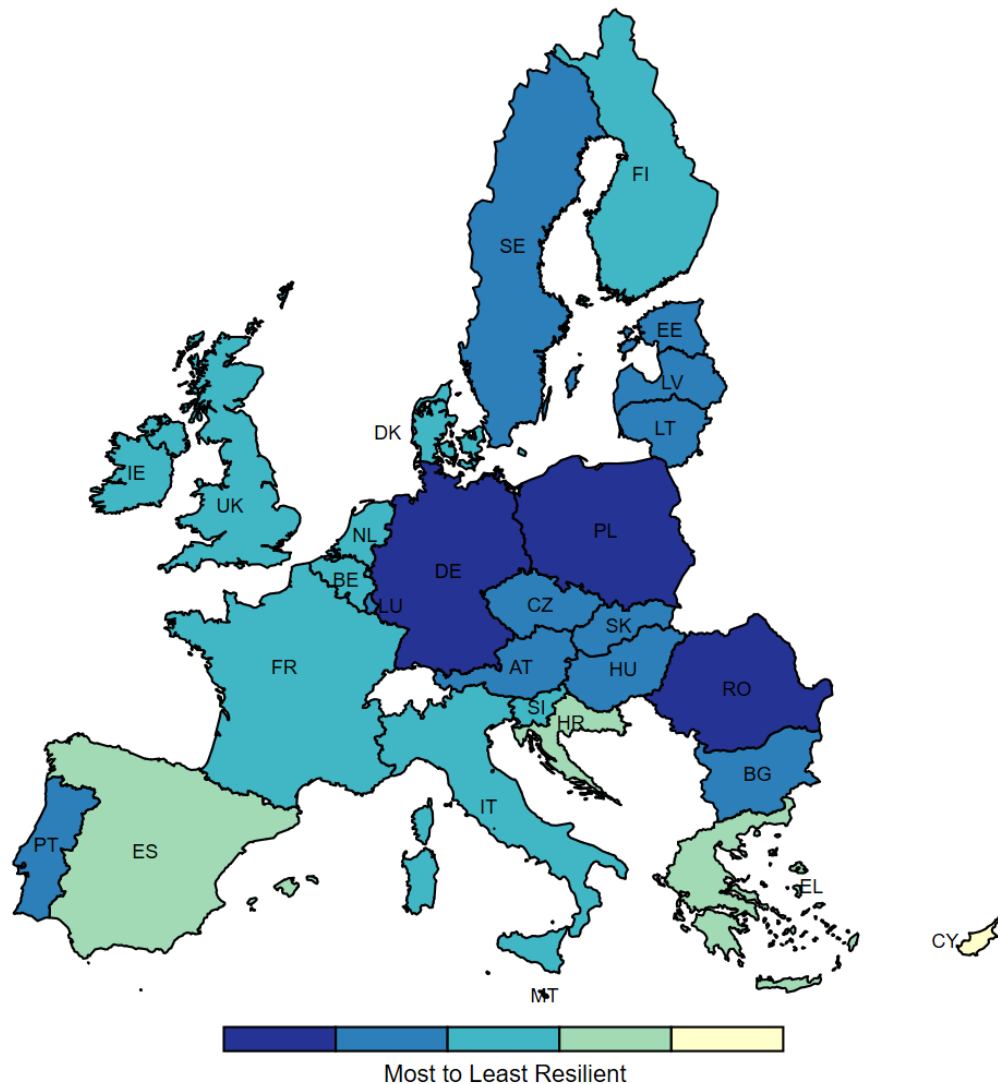 FI
SE
EE
LV
LT
DK
IE
UK
NL
PL
BE
DE
LU
CZ
SK
AT
HU
FR
RO
SI
HR
BG
IT
PT
ES
EL
CY
MT
Most to Least Resilient